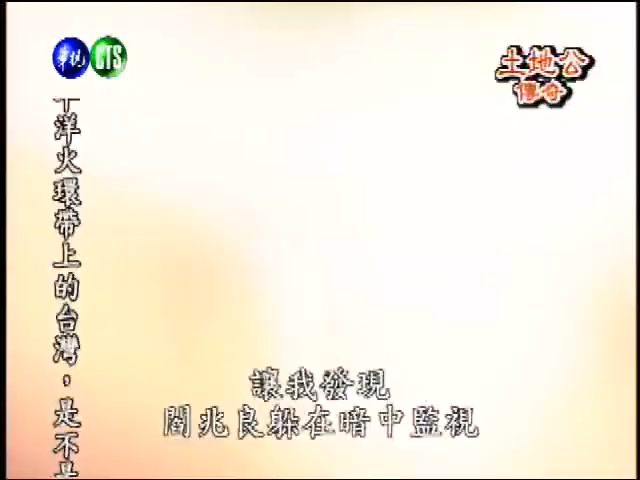 華視 CTS
土地公
傳奇
洋火環帶上的台灣，是不
讓我發現
閻兆良躲在暗中監視